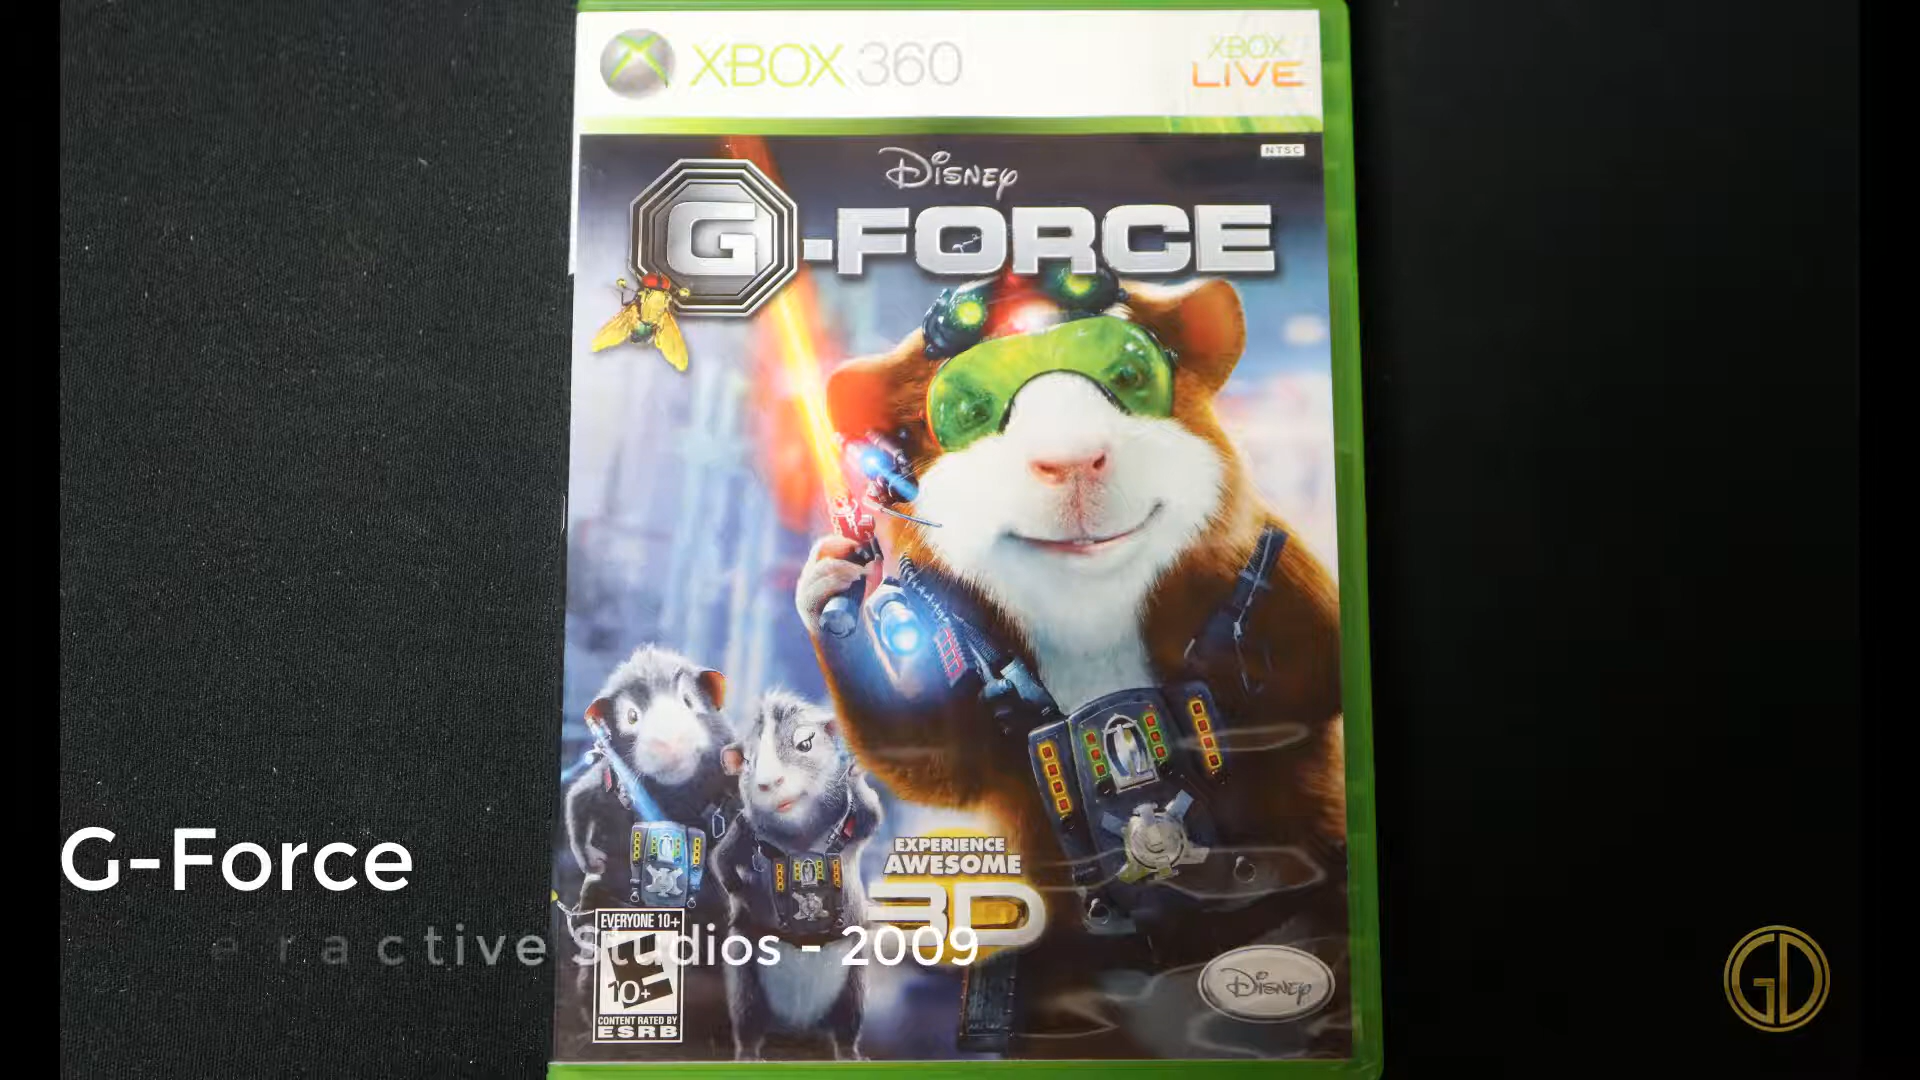 XBOX 360
XBOX
LIVE
NTSC
Disney
G-FORCE
EXPERIENCE
AWESOME
3D
G-Force
Studios - 2009
EVERYONE 10+
E
10+
CONTENT RATED BY
ESRB
Disney
GD